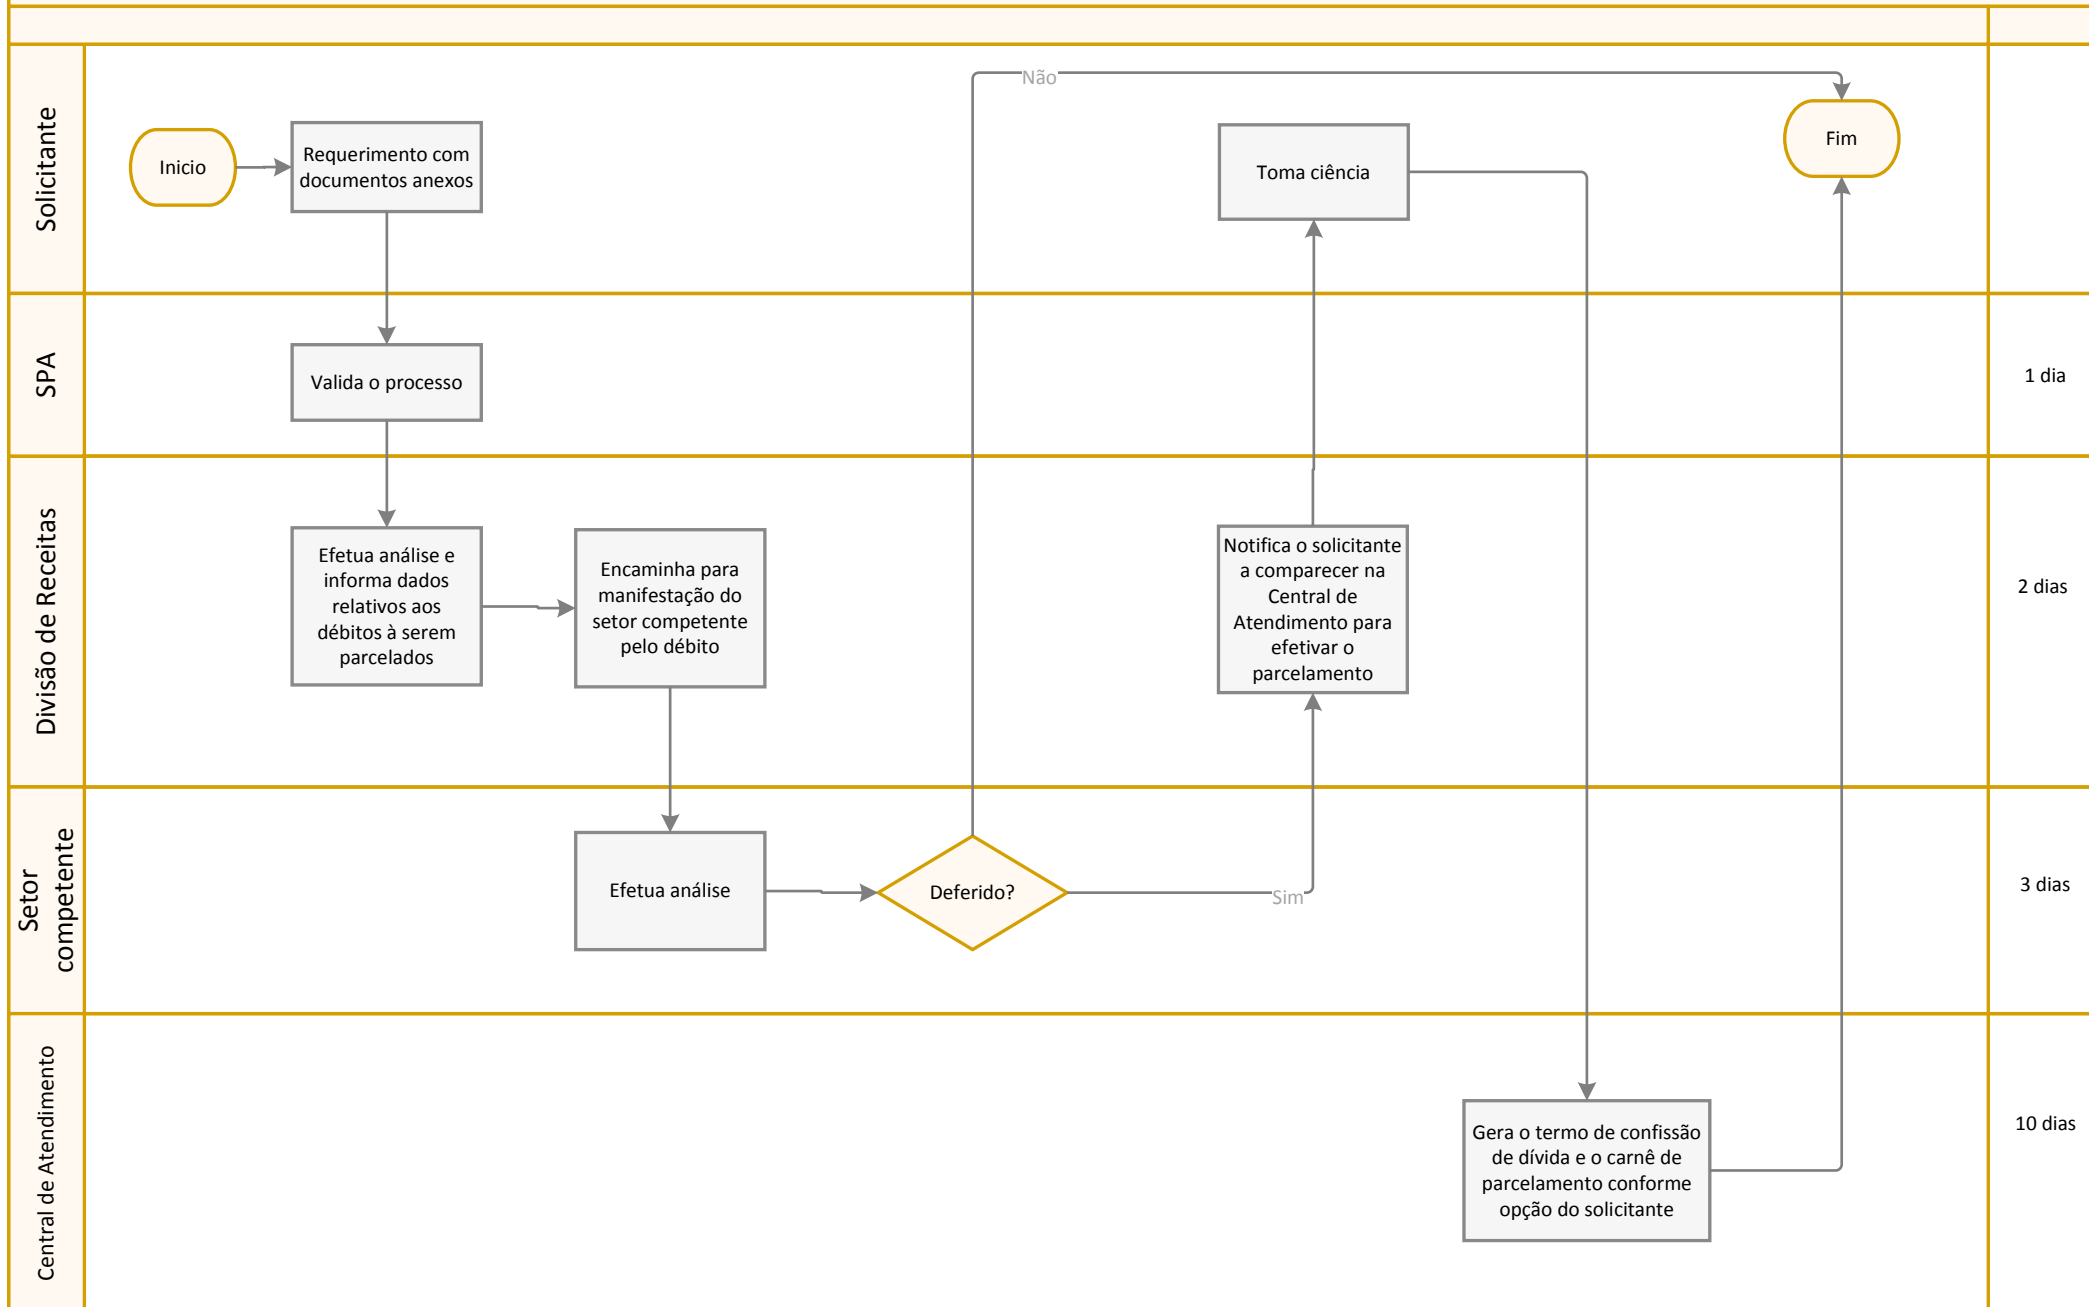 Solicitante
Inicio
Requerimento com
documentos anexos
Não
Toma ciência
Fim
SPA
Valida o processo
1 dia
Divisão de Receitas
Efetua análise e
informa dados
relativos aos
débitos à serem
parcelados
Encaminha para
manifestação do
setor competente
pelo débito
Notifica o solicitante
a comparecer na
Central de
Atendimento para
efetivar o
parcelamento
2 dias
Setor
competente
Efetua análise
Deferido?
Sim
3 dias
Central de Atendimento
Gera o termo de confissão
de dívida e o carnê de
parcelamento conforme
opção do solicitante
10 dias